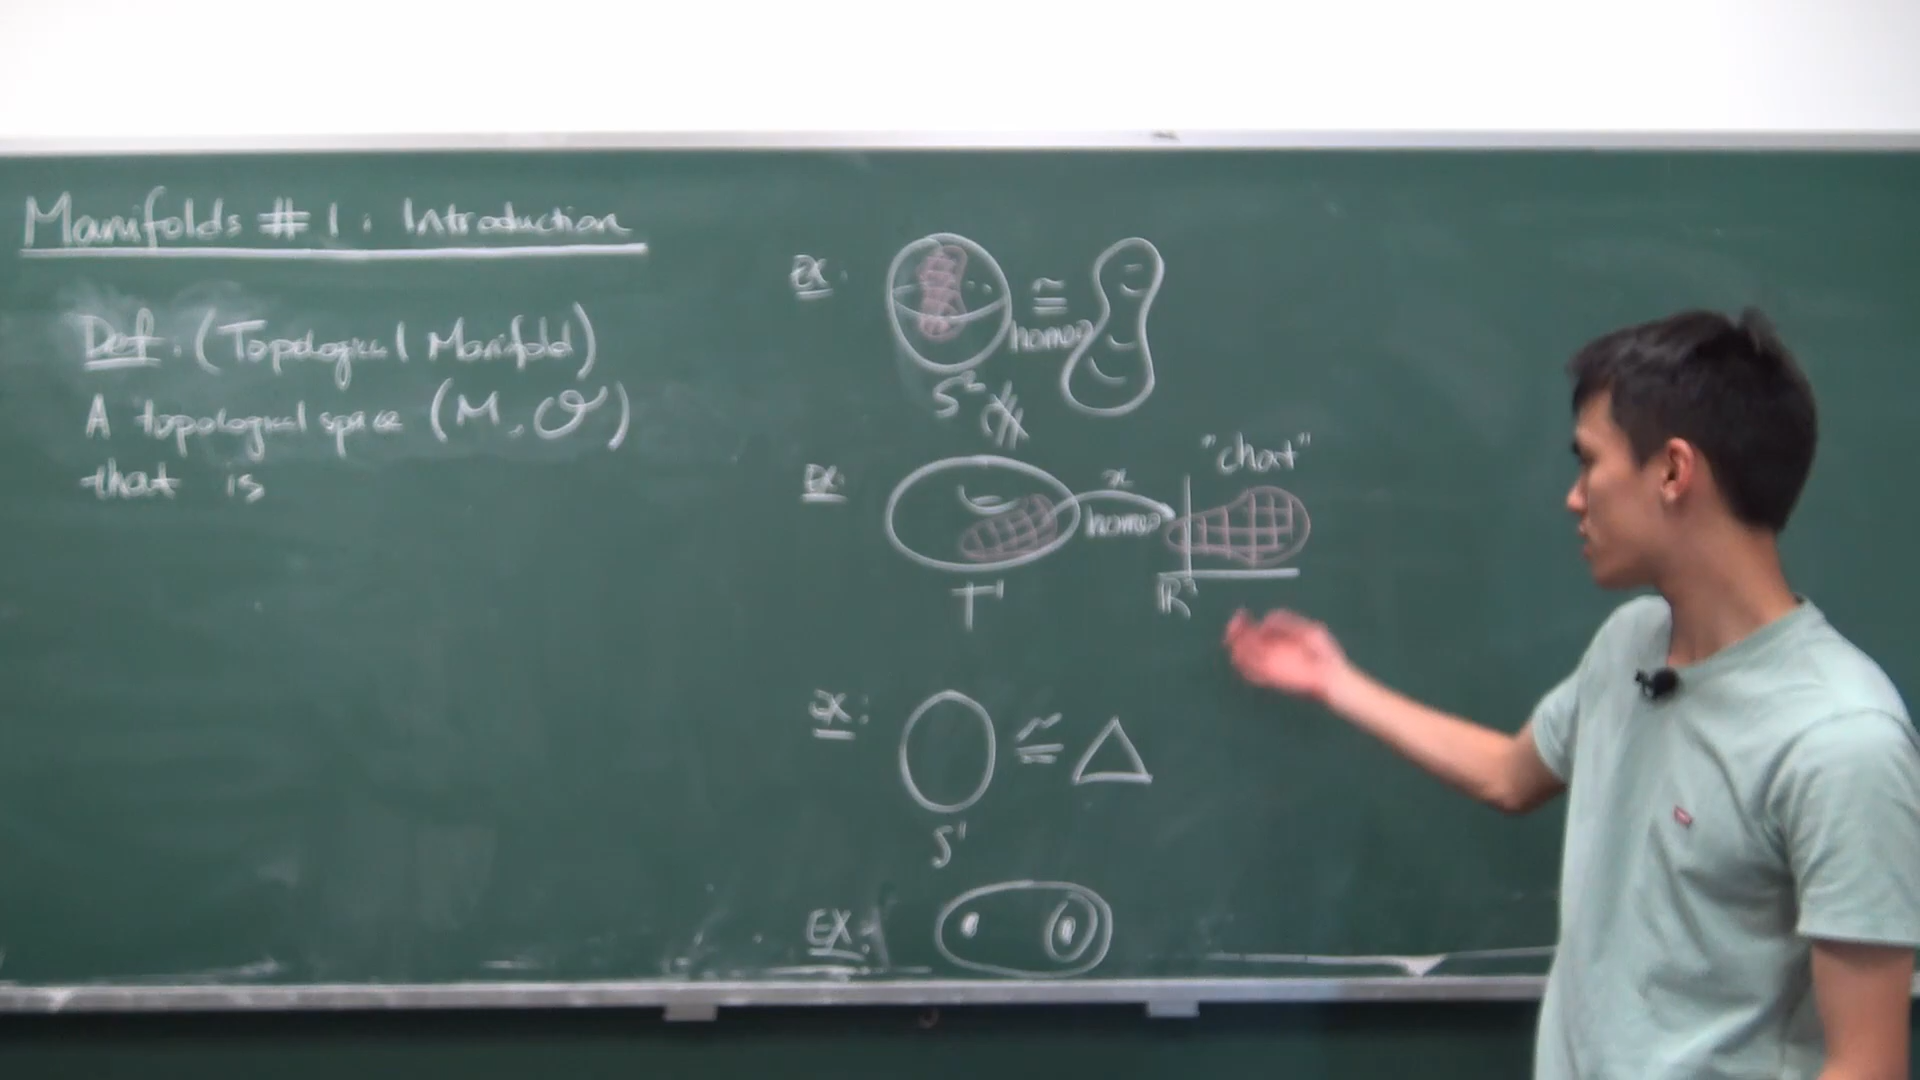 Manifolds #1: Introduction
Def. (Topological Manifold)
A topological space (M, O)
that is
Ex.
≅
homeo
S²
Ex.
x
homeo
"chart"
T¹
R²
Ex:
≅
S¹
Ex: